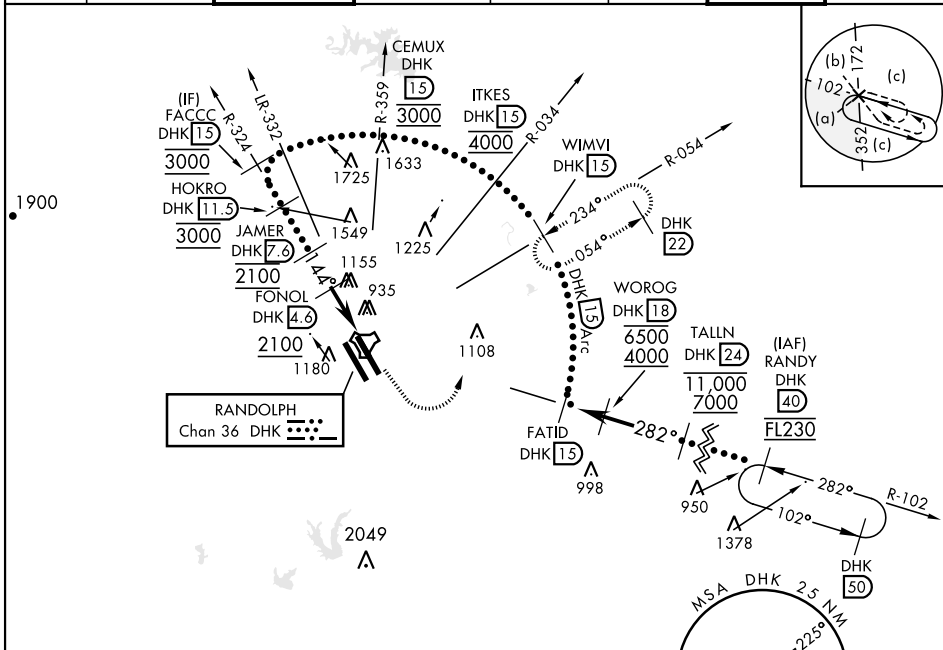 CEMUX
DHK
15
3000
R-359
(IF)
FACCC
DHK 15
3000
R-324
LR-332
ITKES
DHK 15
4000
R-034
WIMVI
DHK 15
R-054
234°
054°
DHK
22
(b)
172
(c)
102
(a)
352
(c)
1900
1725
1633
HOKRO
DHK 11.5
3000
1549
1225
JAMER
DHK 7.6
2100
144°
1155
935
FONOL
DHK 4.6
2100
1180
1108
DHK 15 Arc
WOROG
DHK 18
6500
4000
TALLN
DHK 24
11,000
7000
(IAF)
RANDY
DHK
40
FL230
RANDOLPH
Chan 36 DHK
FATID
DHK 15
282°
998
950
1378
282°
102°
R-102
DHK
50
2049
MSA DHK 25 NM
225°